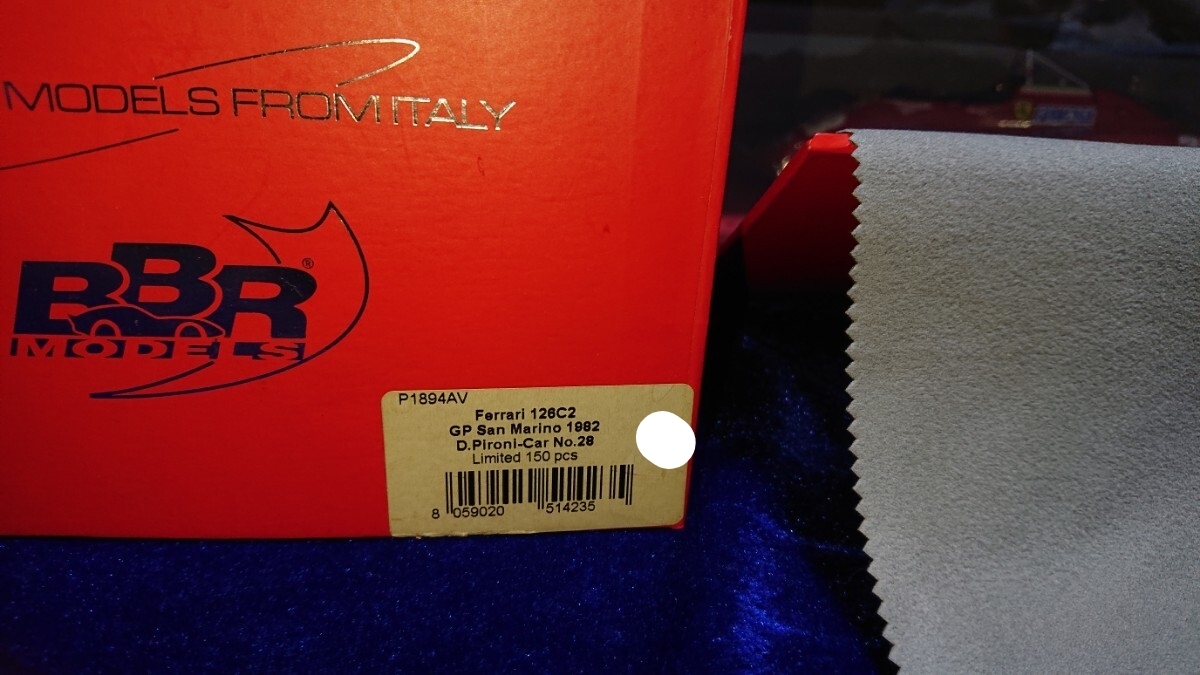 MODELS FROM ITALY
BBR®
MODELS
P1894AV
Ferrari 126C2
GP San Marino 1982
D.Pironi-Car No.28
Limited 150 pcs
8 059020 514235